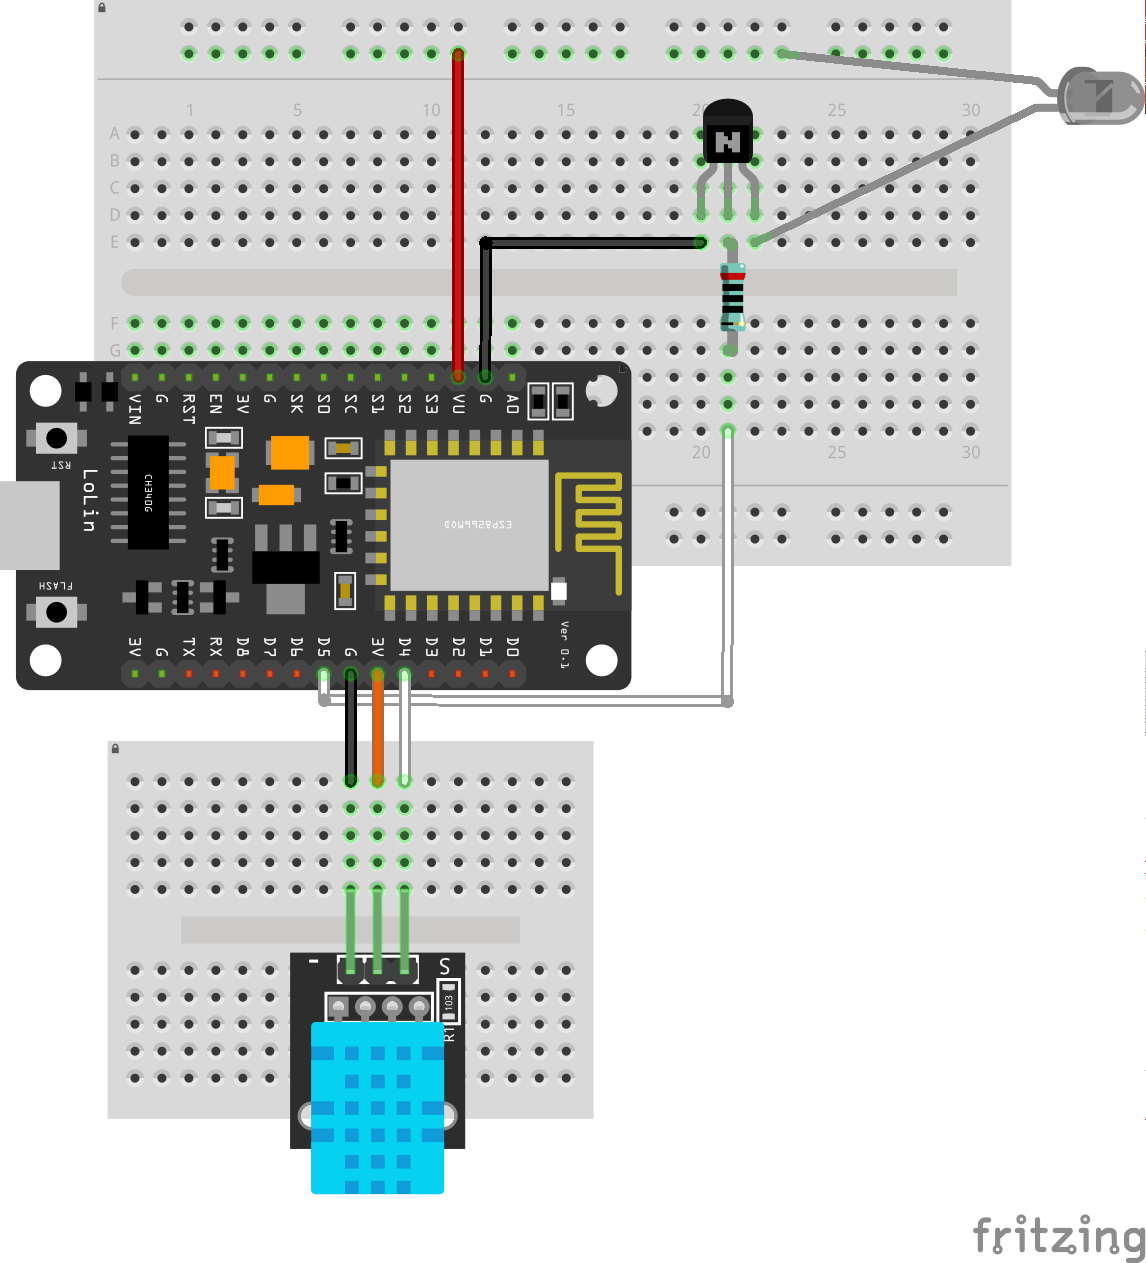 1 5 10 15 20 25 30
A
B
C
D
E
F
G
N
VIN G RST EN 3V G SK SO SC S1 S2 S3 VU G AO
RST
LoLin
CH340G
ESP8266MOD
FLASH
Ver 0.1
3V G TX RX D8 D7 D6 D5 G 3V D4 D3 D2 D1 D0
20 25 30
- S
103
R1
fritzing